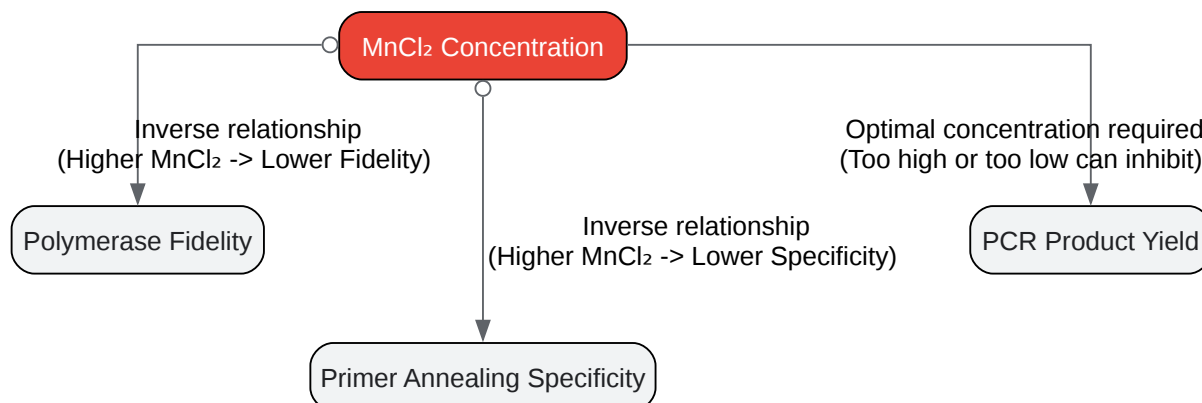 MnCl₂ Concentration
Inverse relationship
(Higher MnCl₂ -> Lower Fidelity)
Optimal concentration required
(Too high or too low can inhibit)
Polymerase Fidelity
Inverse relationship
(Higher MnCl₂ -> Lower Specificity)
PCR Product Yield
Primer Annealing Specificity